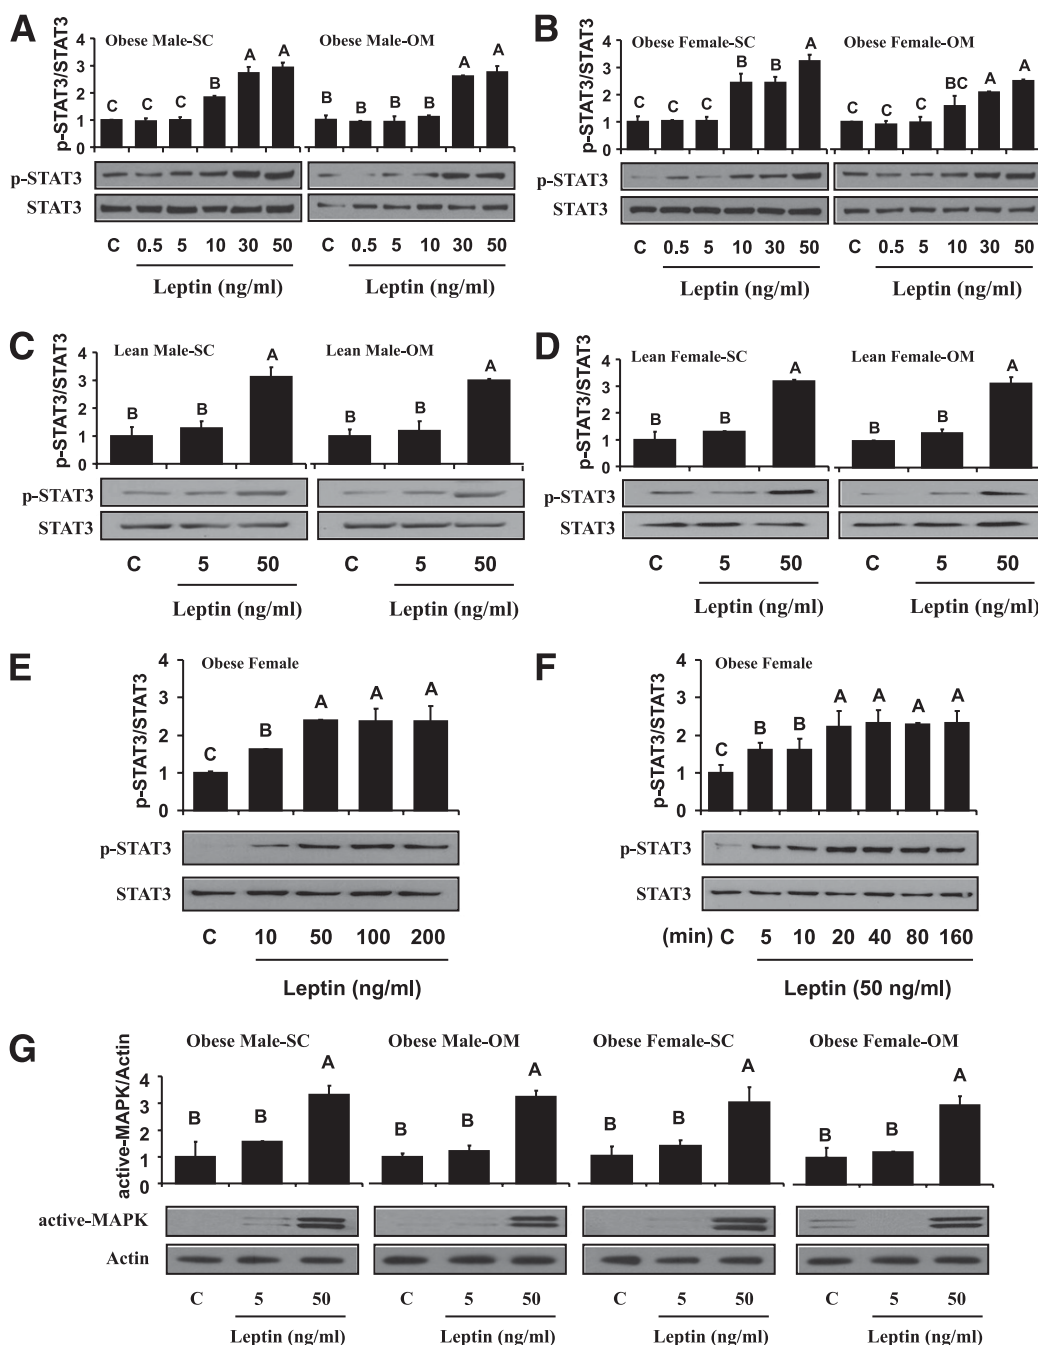 A
p-STAT3/STAT3
Obese Male-SC
Obese Male-OM
4
3
2
1
0
C C C B A A
B B B B A A
p-STAT3
STAT3
C 0.5 5 10 30 50
C 0.5 5 10 30 50
Leptin (ng/ml)
Leptin (ng/ml)
B
p-STAT3/STAT3
Obese Female-SC
Obese Female-OM
4
3
2
1
0
C C C B B A
C C C BC A A
p-STAT3
STAT3
C 0.5 5 10 30 50
C 0.5 5 10 30 50
Leptin (ng/ml)
Leptin (ng/ml)
C
p-STAT3/STAT3
Lean Male-SC
Lean Male-OM
4
3
2
1
0
B B A
B B A
p-STAT3
STAT3
C 5 50
C 5 50
Leptin (ng/ml)
Leptin (ng/ml)
D
p-STAT3/STAT3
Lean Female-SC
Lean Female-OM
4
3
2
1
0
B B A
B B A
p-STAT3
STAT3
C 5 50
C 5 50
Leptin (ng/ml)
Leptin (ng/ml)
E
p-STAT3/STAT3
Obese Female
4
3
2
1
0
C B A A A
p-STAT3
STAT3
C 10 50 100 200
Leptin (ng/ml)
F
p-STAT3/STAT3
Obese Female
4
3
2
1
0
C B B A A A A
p-STAT3
STAT3
(min) C 5 10 20 40 80 160
Leptin (50 ng/ml)
G
active-MAPK/Actin
Obese Male-SC
Obese Male-OM
Obese Female-SC
Obese Female-OM
4
3
2
1
0
B B A
B B A
B B A
B B A
active-MAPK
Actin
C 5 50
C 5 50
C 5 50
C 5 50
Leptin (ng/ml)
Leptin (ng/ml)
Leptin (ng/ml)
Leptin (ng/ml)